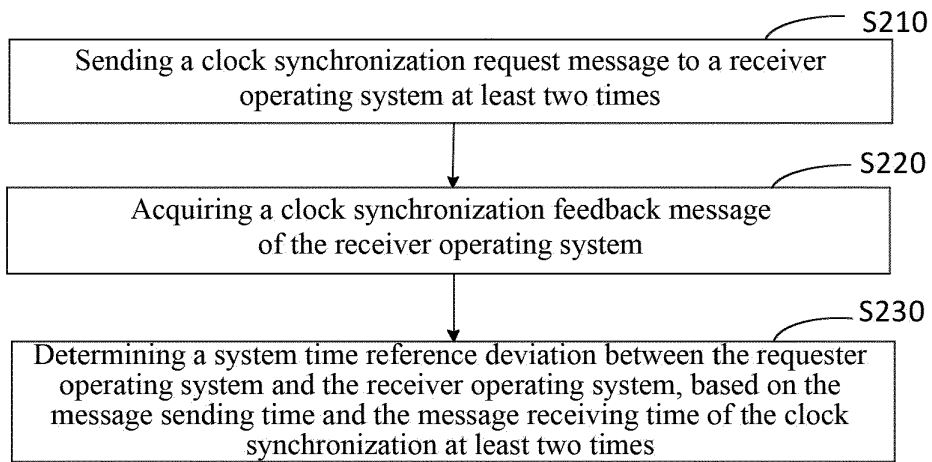 S210
Sending a clock synchronization request message to a receiver
operating system at least two times
S220
Acquiring a clock synchronization feedback message
of the receiver operating system
S230
Determining a system time reference deviation between the requester
operating system and the receiver operating system, based on the
message sending time and the message receiving time of the clock
synchronization at least two times